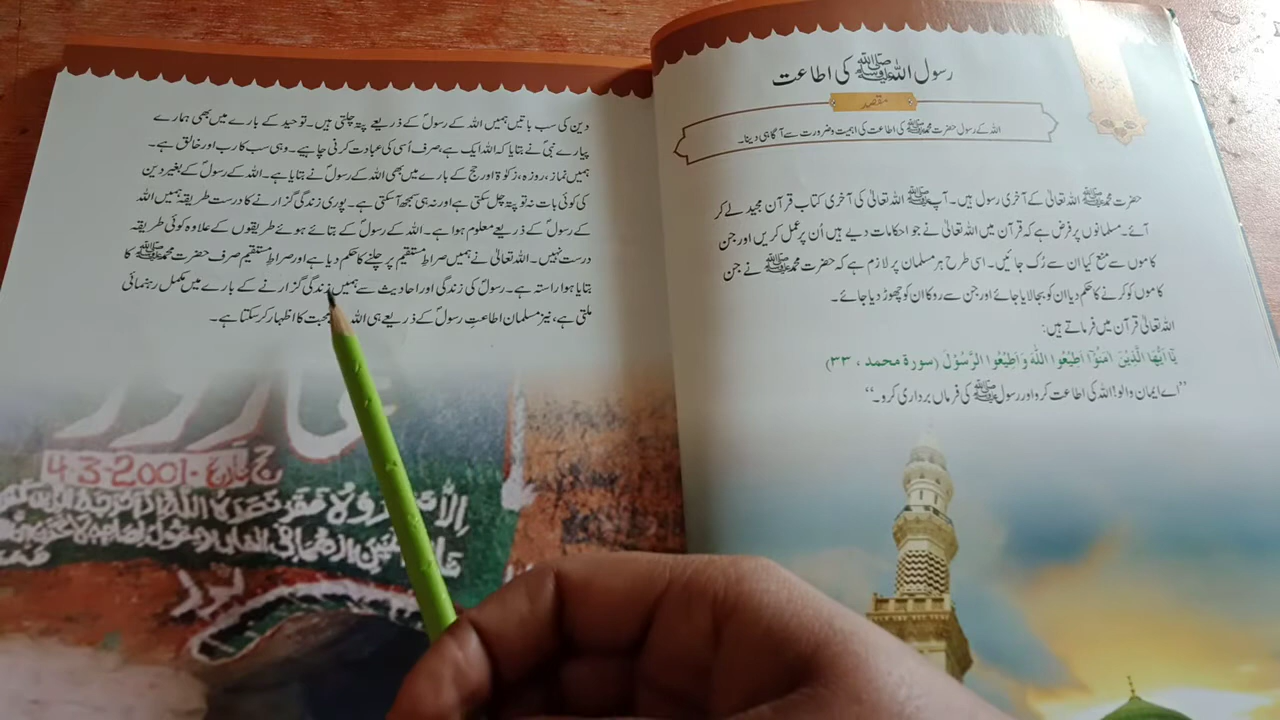 رسول اللہ ﷺ کی اطاعت
مقصد
اللہ کے رسول حضرت محمد ﷺ کی اطاعت کی اہمیت و ضرورت سے آگاہی دینا۔
حضرت محمد ﷺ اللہ تعالیٰ کے آخری رسول ہیں۔ آپ ﷺ اللہ تعالیٰ کی آخری کتاب قرآن مجید لے کر
آئے۔ مسلمانوں پر فرض ہے کہ قرآن میں اللہ تعالیٰ نے جو احکامات دیے ہیں اُن پر عمل کریں اور جن
کاموں سے منع کیا ان سے رُک جائیں۔ اسی طرح ہر مسلمان پر لازم ہے کہ حضرت محمد ﷺ نے جن
کاموں کو کرنے کا حکم دیا ان کو بجا لایا جائے اور جن سے روکا ان کو چھوڑ دیا جائے۔
اللہ تعالیٰ قرآن میں فرماتے ہیں:
یٰٓاَیُّھَا الَّذِیْنَ اٰمَنُوْٓا اَطِیْعُوا اللّٰہَ وَاَطِیْعُوا الرَّسُوْلَ (سورۃ محمد ، ۳۳)
”اے ایمان والو! اللہ کی اطاعت کرو اور رسول ﷺ کی فرماں برداری کرو۔“
دین کی سب باتیں ہمیں اللہ کے رسولؐ کے ذریعے پتہ چلتی ہیں۔ توحید کے بارے میں بھی ہمارے
پیارے نبیؐ نے بتایا کہ اللہ ایک ہے، صرف اُسی کی عبادت کرنی چاہیے۔ وہی سب کا رب اور خالق ہے۔
ہمیں نماز، روزہ، زکوٰۃ اور حج کے بارے میں بھی اللہ کے رسولؐ نے بتایا ہے۔ اللہ کے رسولؐ کے بغیر دین
کی کوئی بات نہ تو پتہ چل سکتی ہے اور نہ ہی سمجھ آ سکتی ہے۔ پوری زندگی گزارنے کا درست طریقہ ہمیں اللہ
کے رسولؐ کے ذریعے معلوم ہوا ہے۔ اللہ کے رسولؐ کے بتائے ہوئے طریقوں کے علاوہ کوئی طریقہ
درست نہیں۔ اللہ تعالیٰ نے ہمیں صراطِ مستقیم پر چلنے کا حکم دیا ہے اور صراطِ مستقیم صرف حضرت محمد ﷺ کا
بتایا ہوا راستہ ہے۔ رسولؐ کی زندگی اور احادیث سے ہمیں زندگی گزارنے کے بارے میں مکمل رہنمائی
ملتی ہے، نیز مسلمان اطاعتِ رسولؐ کے ذریعے ہی اللہ محبت کا اظہار کر سکتا ہے۔
4-3-2001